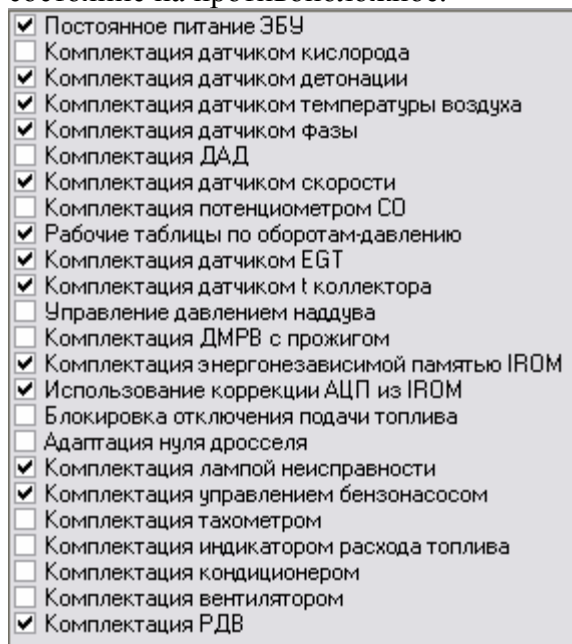 состояние на противоположное.
Постоянное питание ЭБУ
Комплектация датчиком кислорода
Комплектация датчиком детонации
Комплектация датчиком температуры воздуха
Комплектация датчиком фазы
Комплектация ДАД
Комплектация датчиком скорости
Комплектация потенциометром СО
Рабочие таблицы по оборотам-давлению
Комплектация датчиком EGT
Комплектация датчиком t коллектора
Управление давлением наддува
Комплектация ДМРВ с прожигом
Комплектация энергонезависимой памятью IROM
Использование коррекции АЦП из IROM
Блокировка отключения подачи топлива
Адаптация нуля дросселя
Комплектация лампой неисправности
Комплектация управлением бензонасосом
Комплектация тахометром
Комплектация индикатором расхода топлива
Комплектация кондиционером
Комплектация вентилятором
Комплектация РДВ